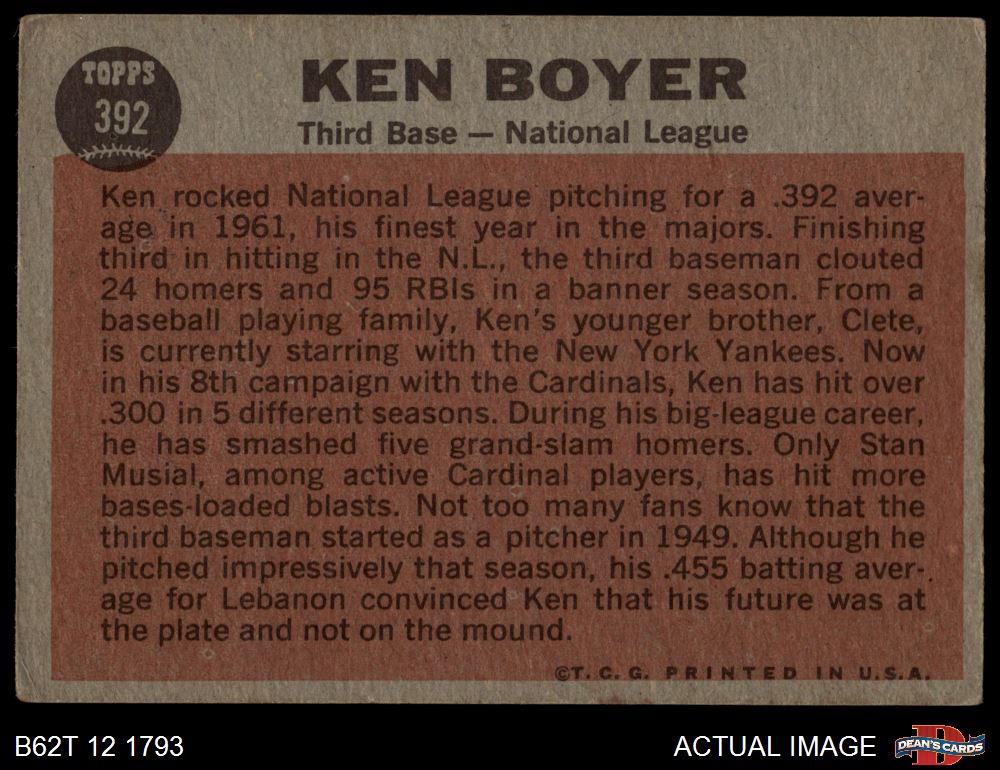 TOPPS
392
KEN BOYER
Third Base — National League
Ken rocked National League pitching for a .392 aver-
age in 1961, his finest year in the majors. Finishing
third in hitting in the N.L., the third baseman clouted
24 homers and 95 RBIs in a banner season. From a
baseball playing family, Ken's younger brother, Clete,
is currently starring with the New York Yankees. Now
in his 8th campaign with the Cardinals, Ken has hit over
.300 in 5 different seasons. During his big-league career,
he has smashed five grand-slam homers. Only Stan
Musial, among active Cardinal players, has hit more
bases-loaded blasts. Not too many fans know that the
third baseman started as a pitcher in 1949. Although he
pitched impressively that season, his .455 batting aver-
age for Lebanon convinced Ken that his future was at
the plate and not on the mound.
©T. C. G. PRINTED IN U.S.A.
B62T 12 1793
ACTUAL IMAGE
D
DEAN'S CARDS